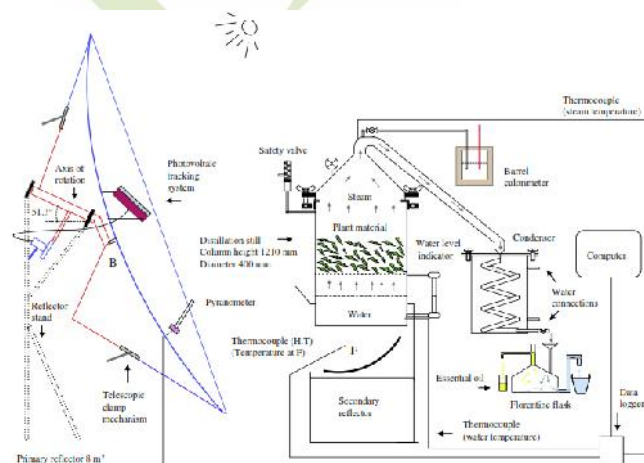 Thermocouple
(steam temperature)
Safety valve
Barrel
calorimeter
Photovoltaic
tracking
system
Axis of
rotation
Steam
Plant material
Distillation still
Column height 1210 mm
Diameter 400 mm
Water level
indicator
Condenser
Computer
B
Pyranometer
Water
connections
Reflector
stand
Water
Thermocouple (H.T)
(Temperature at F)
F
Essential oil
Florentine flask
Telescopic
clamp
mechanism
Secondary
reflector
Thermocouple
(water temperature)
Data
logger
Primary reflector 8 m²